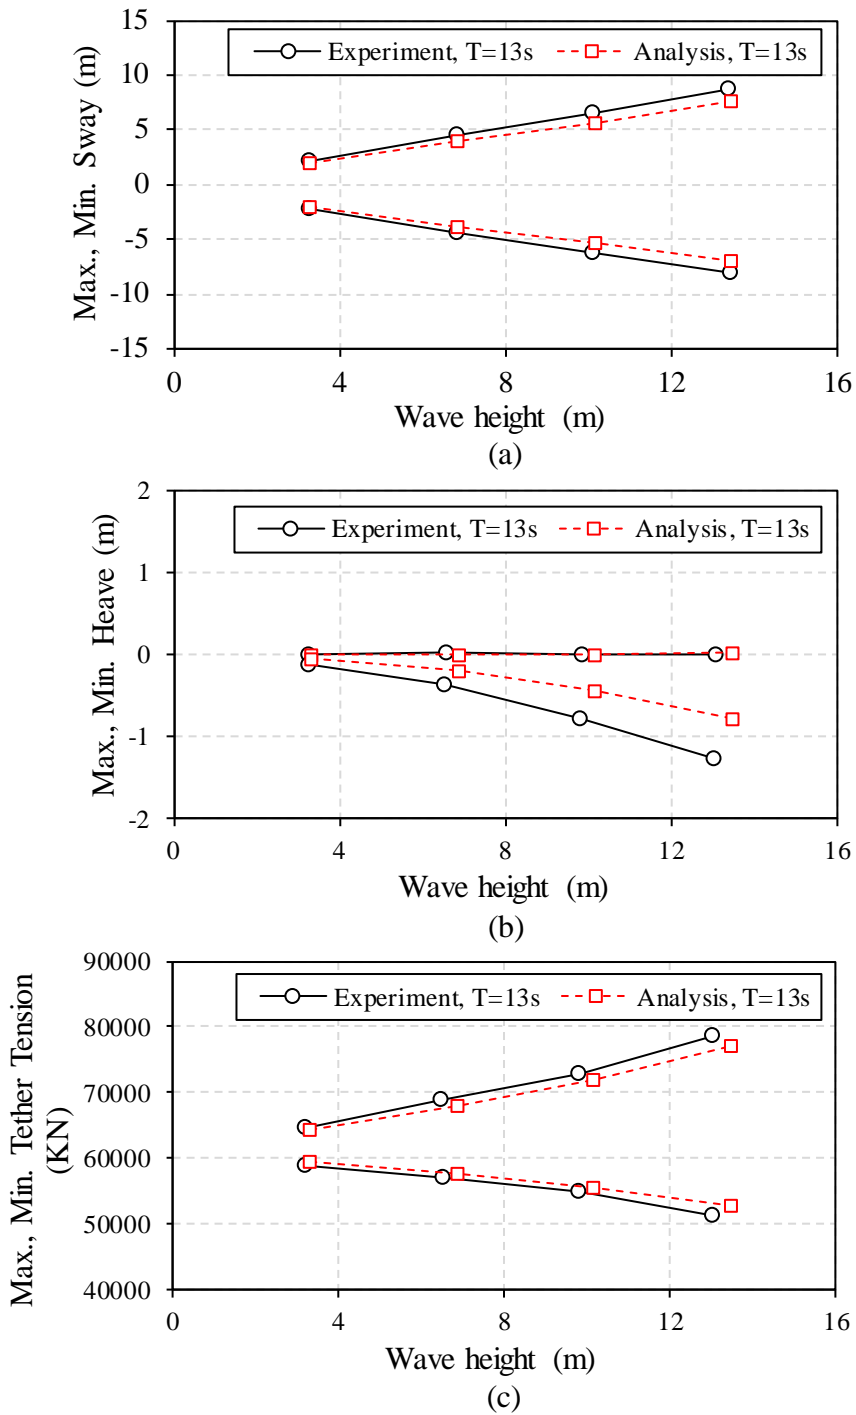 15
10
5
0
-5
-10
-15
Max., Min. Sway (m)
Experiment, T=13s
Analysis, T=13s
0 4 8 12 16
Wave height (m)
(a)
2
1
0
-1
-2
Max., Min. Heave (m)
Experiment, T=13s
Analysis, T=13s
0 4 8 12 16
Wave height (m)
(b)
90000
80000
70000
60000
50000
40000
Max., Min. Tether Tension
(KN)
Experiment, T=13s
Analysis, T=13s
0 4 8 12 16
Wave height (m)
(c)